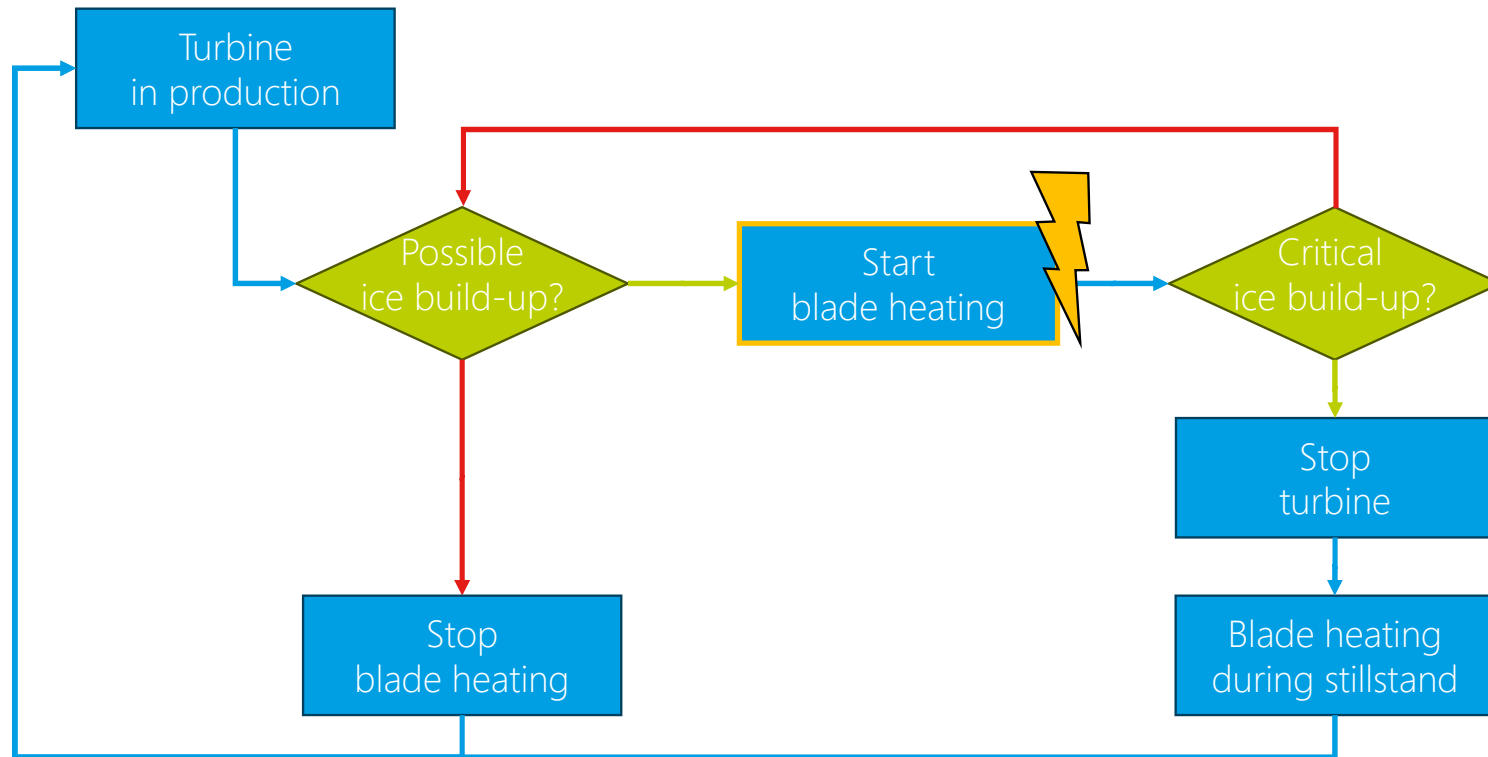 Turbine
in production
Possible
ice build-up?
Start
blade heating
Critical
ice build-up?
Stop
turbine
Stop
blade heating
Blade heating
during stillstand